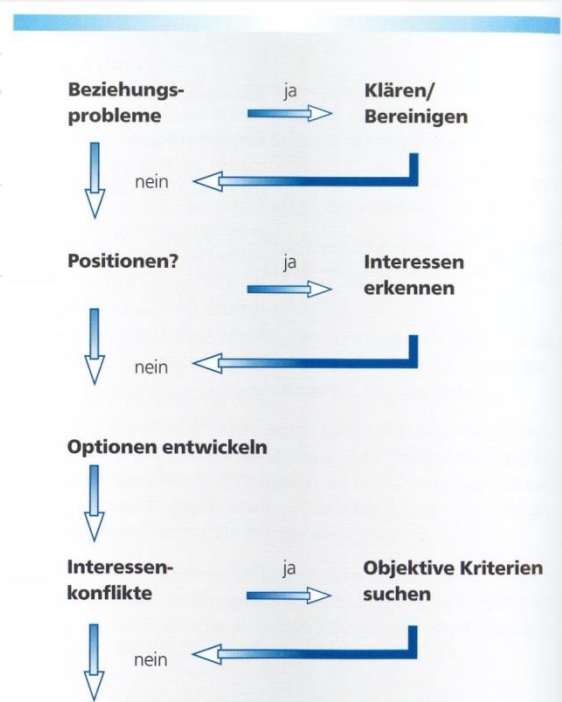 Beziehungs-
probleme
ja
Klären/
Bereinigen
nein
Positionen?
ja
Interessen
erkennen
nein
Optionen entwickeln
Interessen-
konflikte
ja
Objektive Kriterien
suchen
nein